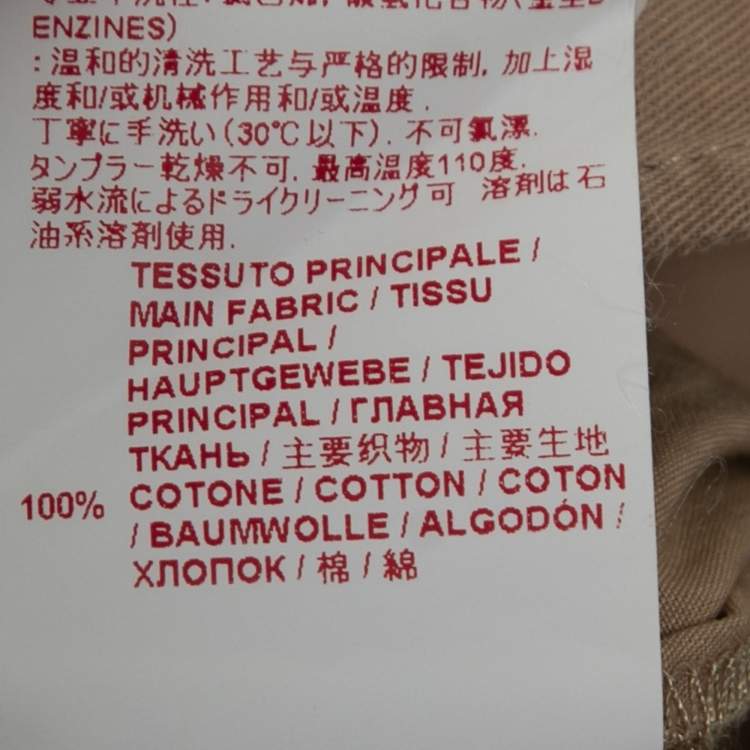 ENZINES)
:温和的清洗工艺与严格的限制, 加上湿
度和/或机械作用和/或温度.
丁寧に手洗い(30℃以下). 不可氯漂.
タンプラー乾燥不可. 最高温度110度.
弱水流によるドライクリーニング可 溶剤は石
油系溶剤使用.
TESSUTO PRINCIPALE /
MAIN FABRIC / TISSU
PRINCIPAL /
HAUPTGEWEBE / TEJIDO
PRINCIPAL / ГЛАВНАЯ
ТКАНЬ / 主要织物 / 主要生地
100% COTONE / COTTON / COTON
/ BAUMWOLLE / ALGODÓN /
ХЛОПОК / 棉 / 綿